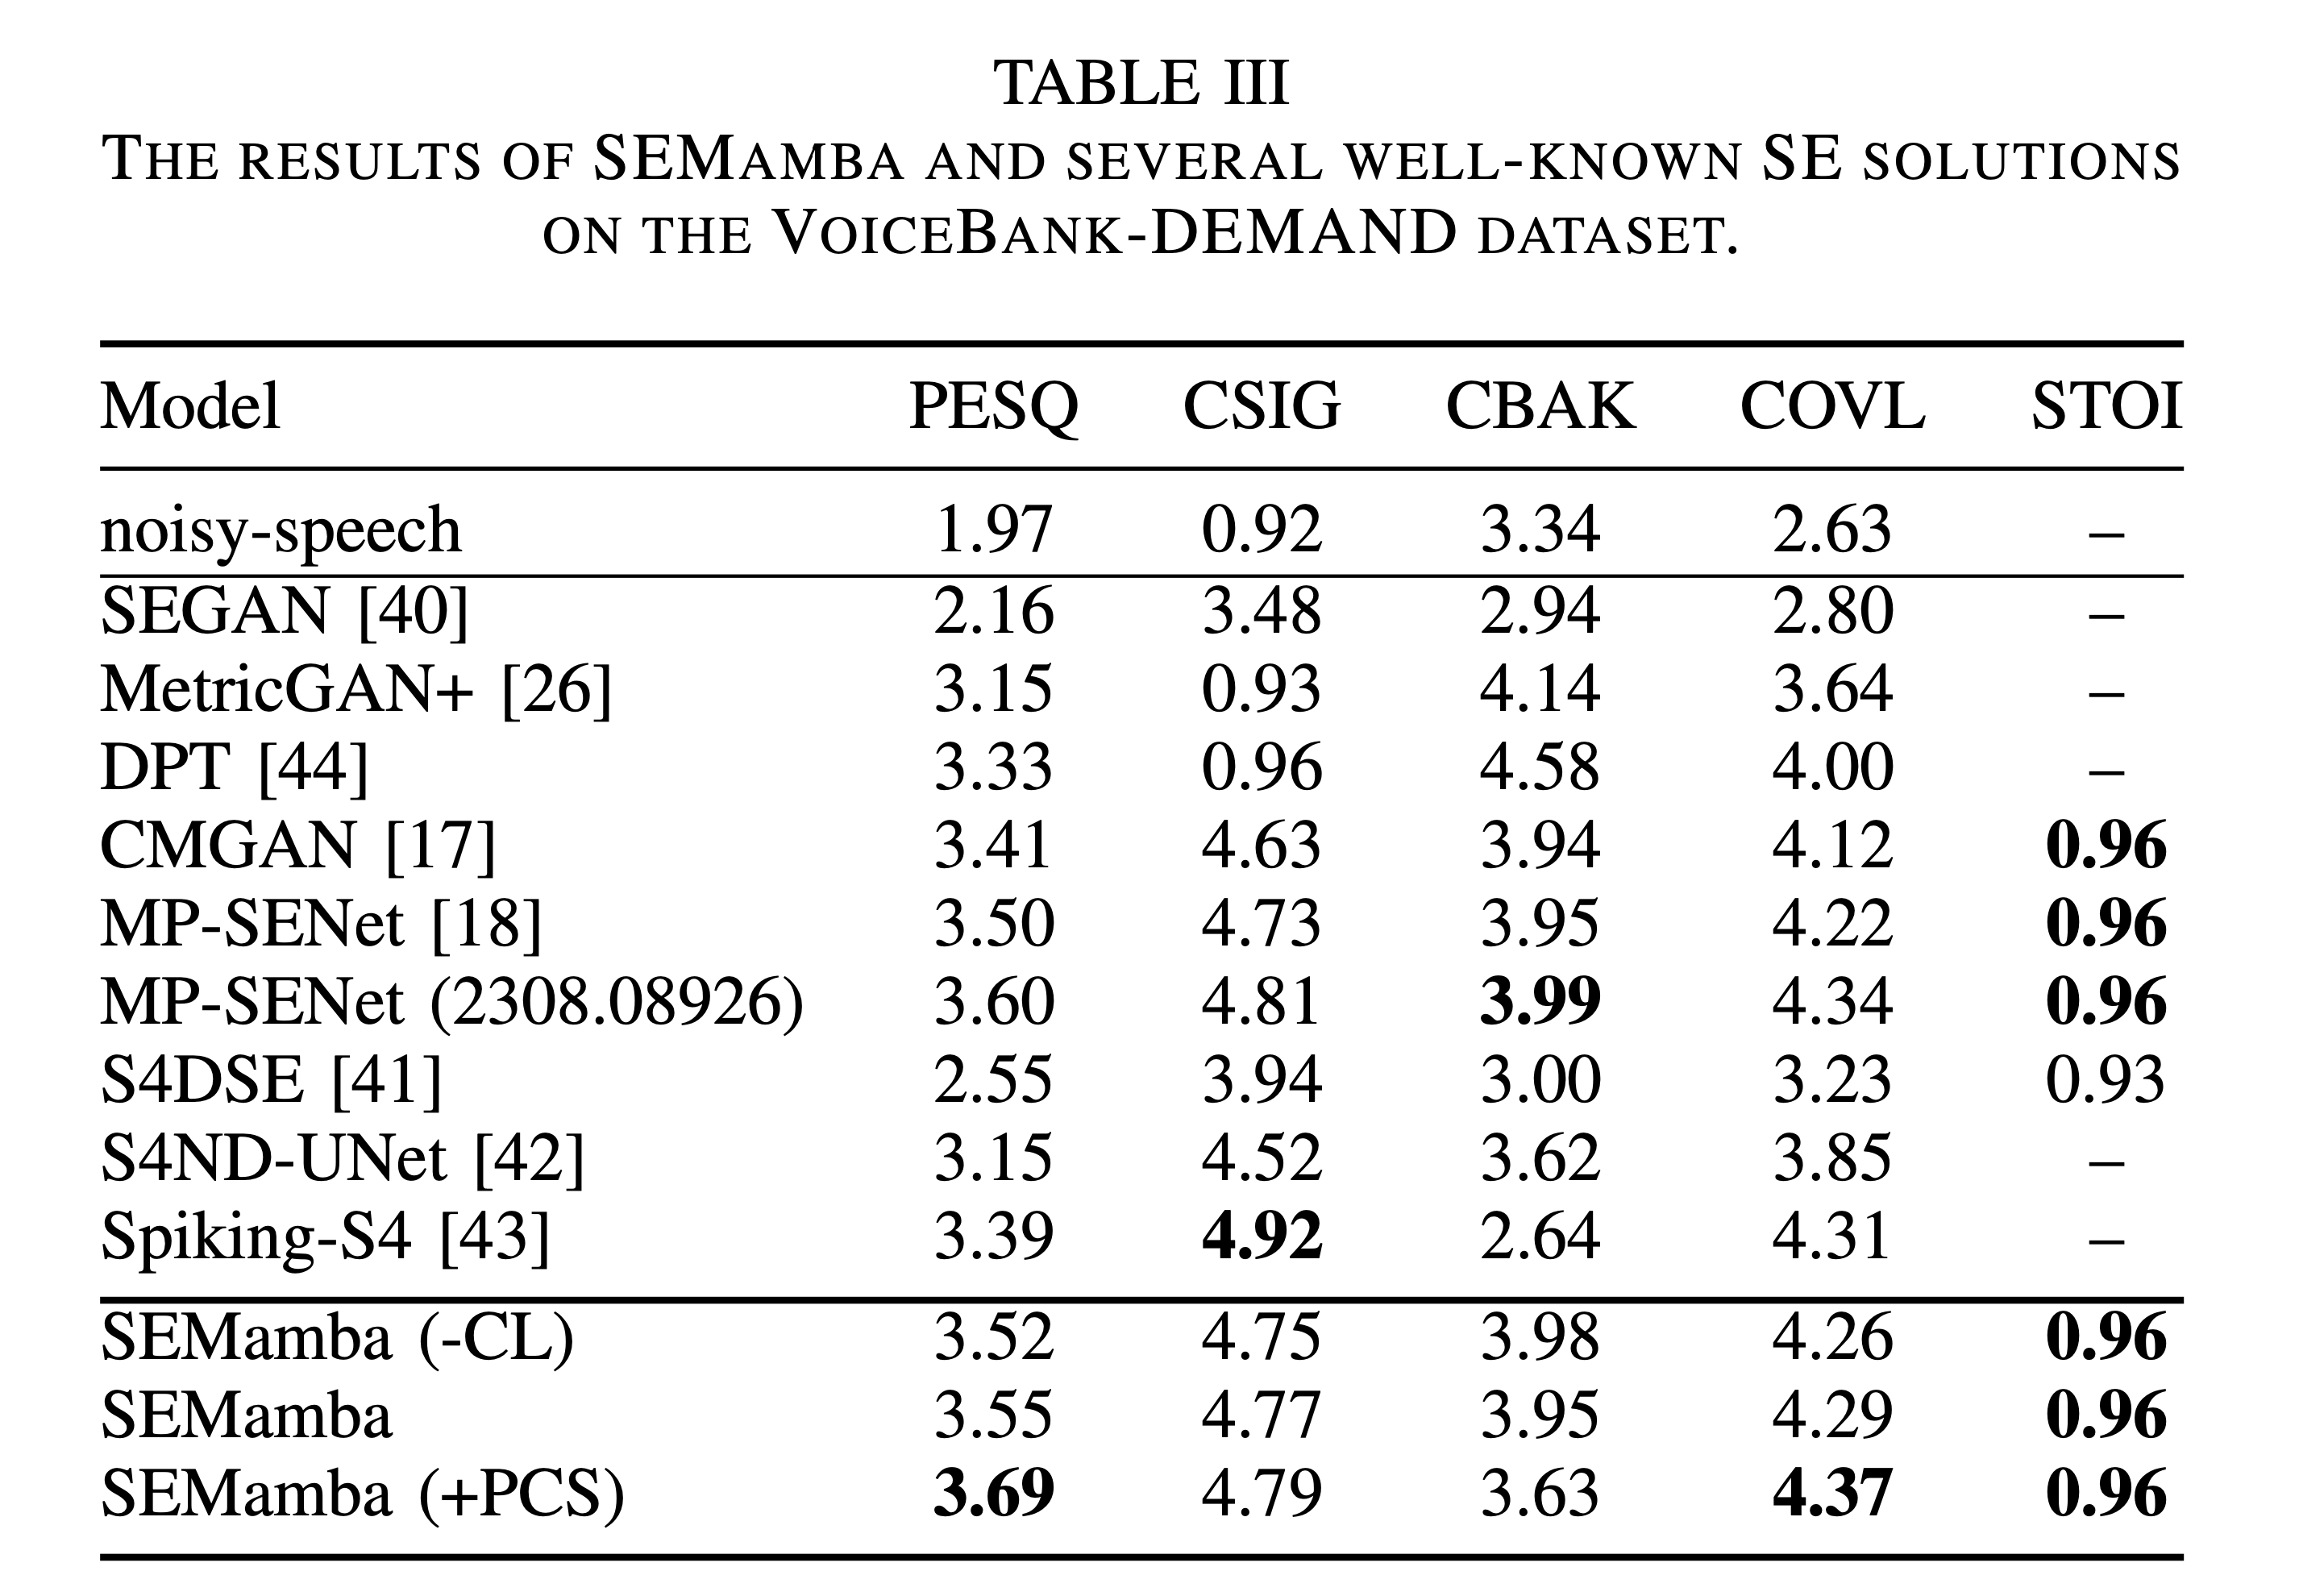 TABLE III
THE RESULTS OF SEMAMBA AND SEVERAL WELL-KNOWN SE SOLUTIONS
ON THE VOICEBANK-DEMAND DATASET.
Model PESQ CSIG CBAK COVL STOI
noisy-speech 1.97 0.92 3.34 2.63 –
SEGAN [40] 2.16 3.48 2.94 2.80 –
MetricGAN+ [26] 3.15 0.93 4.14 3.64 –
DPT [44] 3.33 0.96 4.58 4.00 –
CMGAN [17] 3.41 4.63 3.94 4.12 0.96
MP-SENet [18] 3.50 4.73 3.95 4.22 0.96
MP-SENet (2308.08926) 3.60 4.81 3.99 4.34 0.96
S4DSE [41] 2.55 3.94 3.00 3.23 0.93
S4ND-UNet [42] 3.15 4.52 3.62 3.85 –
Spiking-S4 [43] 3.39 4.92 2.64 4.31 –
SEMamba (-CL) 3.52 4.75 3.98 4.26 0.96
SEMamba 3.55 4.77 3.95 4.29 0.96
SEMamba (+PCS) 3.69 4.79 3.63 4.37 0.96